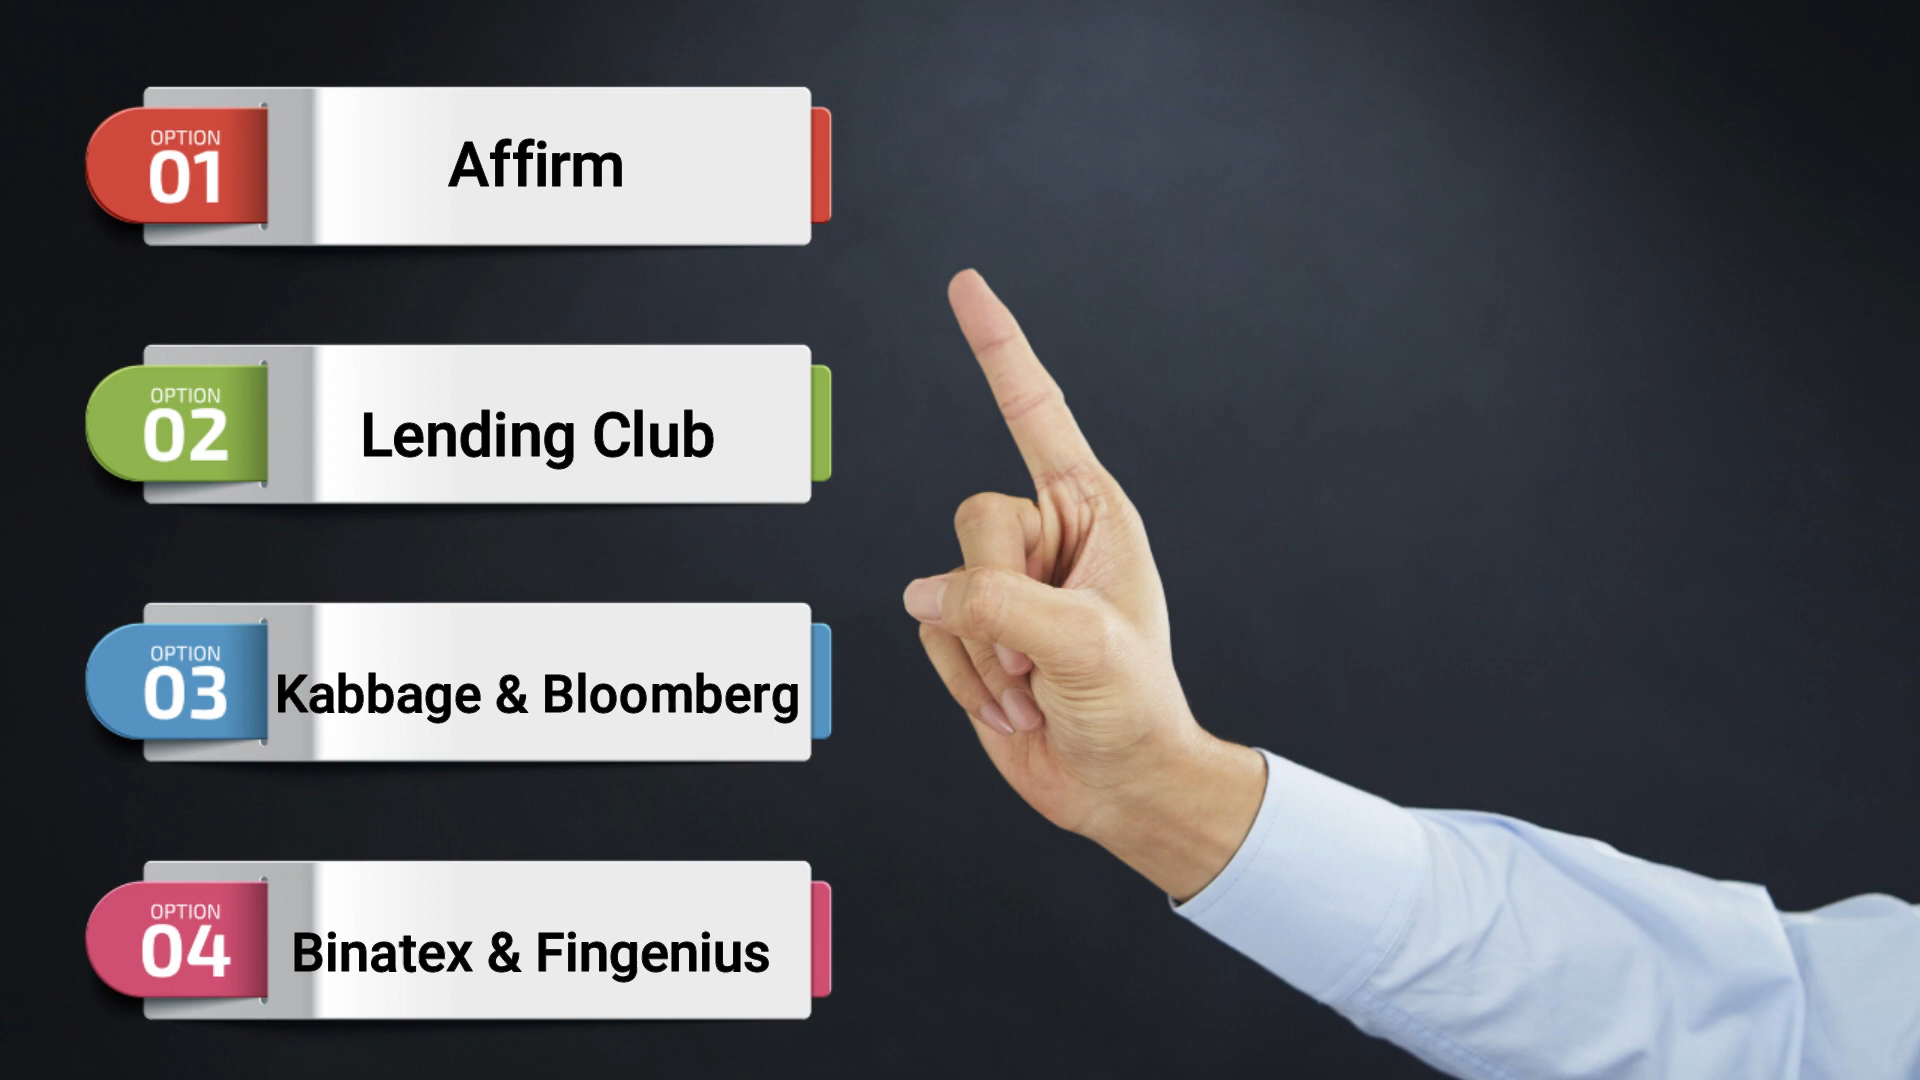 OPTION
01
Affirm
OPTION
02
Lending Club
OPTION
03
Kabbage & Bloomberg
OPTION
04
Binatex & Fingenius